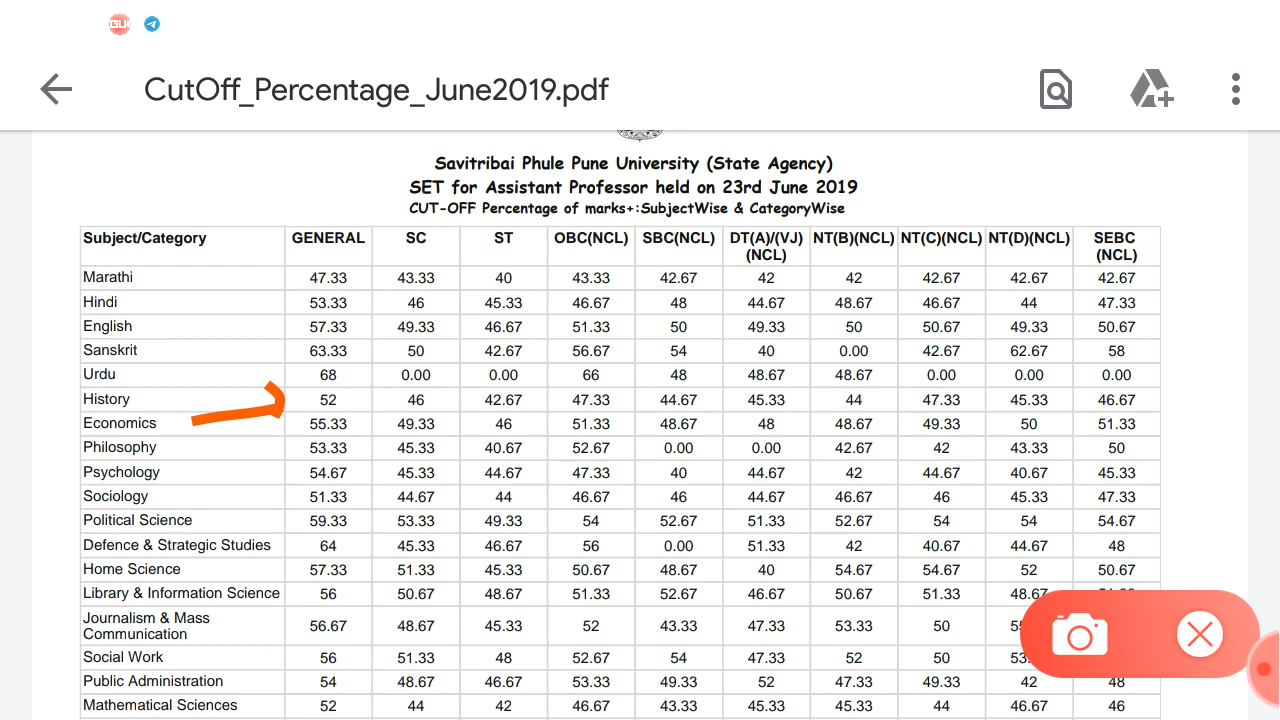 GU
CutOff_Percentage_June2019.pdf
Savitribai Phule Pune University (State Agency)
SET for Assistant Professor held on 23rd June 2019
CUT-OFF Percentage of marks+:SubjectWise & CategoryWise
Subject/Category GENERAL SC ST OBC(NCL) SBC(NCL) DT(A)/(VJ) (NCL) NT(B)(NCL) NT(C)(NCL) NT(D)(NCL) SEBC (NCL)
Marathi 47.33 43.33 40 43.33 42.67 42 42 42.67 42.67 42.67
Hindi 53.33 46 45.33 46.67 48 44.67 48.67 46.67 44 47.33
English 57.33 49.33 46.67 51.33 50 49.33 50 50.67 49.33 50.67
Sanskrit 63.33 50 42.67 56.67 54 40 0.00 42.67 62.67 58
Urdu 68 0.00 0.00 66 48 48.67 48.67 0.00 0.00 0.00
History 52 46 42.67 47.33 44.67 45.33 44 47.33 45.33 46.67
Economics 55.33 49.33 46 51.33 48.67 48 48.67 49.33 50 51.33
Philosophy 53.33 45.33 40.67 52.67 0.00 0.00 42.67 42 43.33 50
Psychology 54.67 45.33 44.67 47.33 40 44.67 42 44.67 40.67 45.33
Sociology 51.33 44.67 44 46.67 46 44.67 46.67 46 45.33 47.33
Political Science 59.33 53.33 49.33 54 52.67 51.33 52.67 54 54 54.67
Defence & Strategic Studies 64 45.33 46.67 56 0.00 51.33 42 40.67 44.67 48
Home Science 57.33 51.33 45.33 50.67 48.67 40 54.67 54.67 52 50.67
Library & Information Science 56 50.67 48.67 51.33 52.67 46.67 50.67 51.33 48.67
Journalism & Mass Communication 56.67 48.67 45.33 52 43.33 47.33 53.33 50
Social Work 56 51.33 48 52.67 54 47.33 52 50
Public Administration 54 48.67 46.67 53.33 49.33 52 47.33 49.33 42 48
Mathematical Sciences 52 44 42 46.67 43.33 45.33 45.33 44 46.67 46